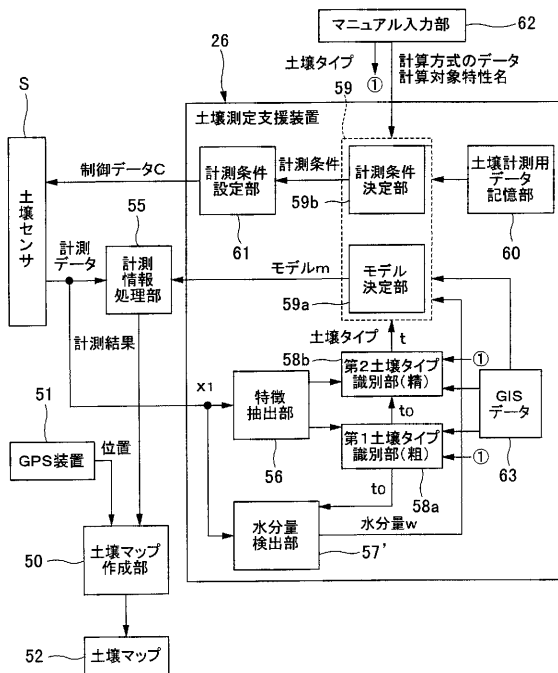 マニュアル入力部
62
土壌タイプ
①
計算方式のデータ
計算対象特性名
26
59
S
土壌測定支援装置
制御データC
計測条件
計測条件
設定部
61
計測条件
決定部
59b
土壌計測用
データ
記憶部
60
土壌センサ
55
計測
データ
計測
情報
処理部
モデルm
モデル
決定部
59a
計測結果
土壌タイプ
t
58b
第2土壌タイプ
識別部(精)
①
x1
特徴
抽出部
56
t0
GISデータ
63
第1土壌タイプ
識別部(粗)
①
58a
51
GPS装置
位置
t0
水分量
検出部
57'
水分量w
50
土壌マップ
作成部
52
土壌マップ